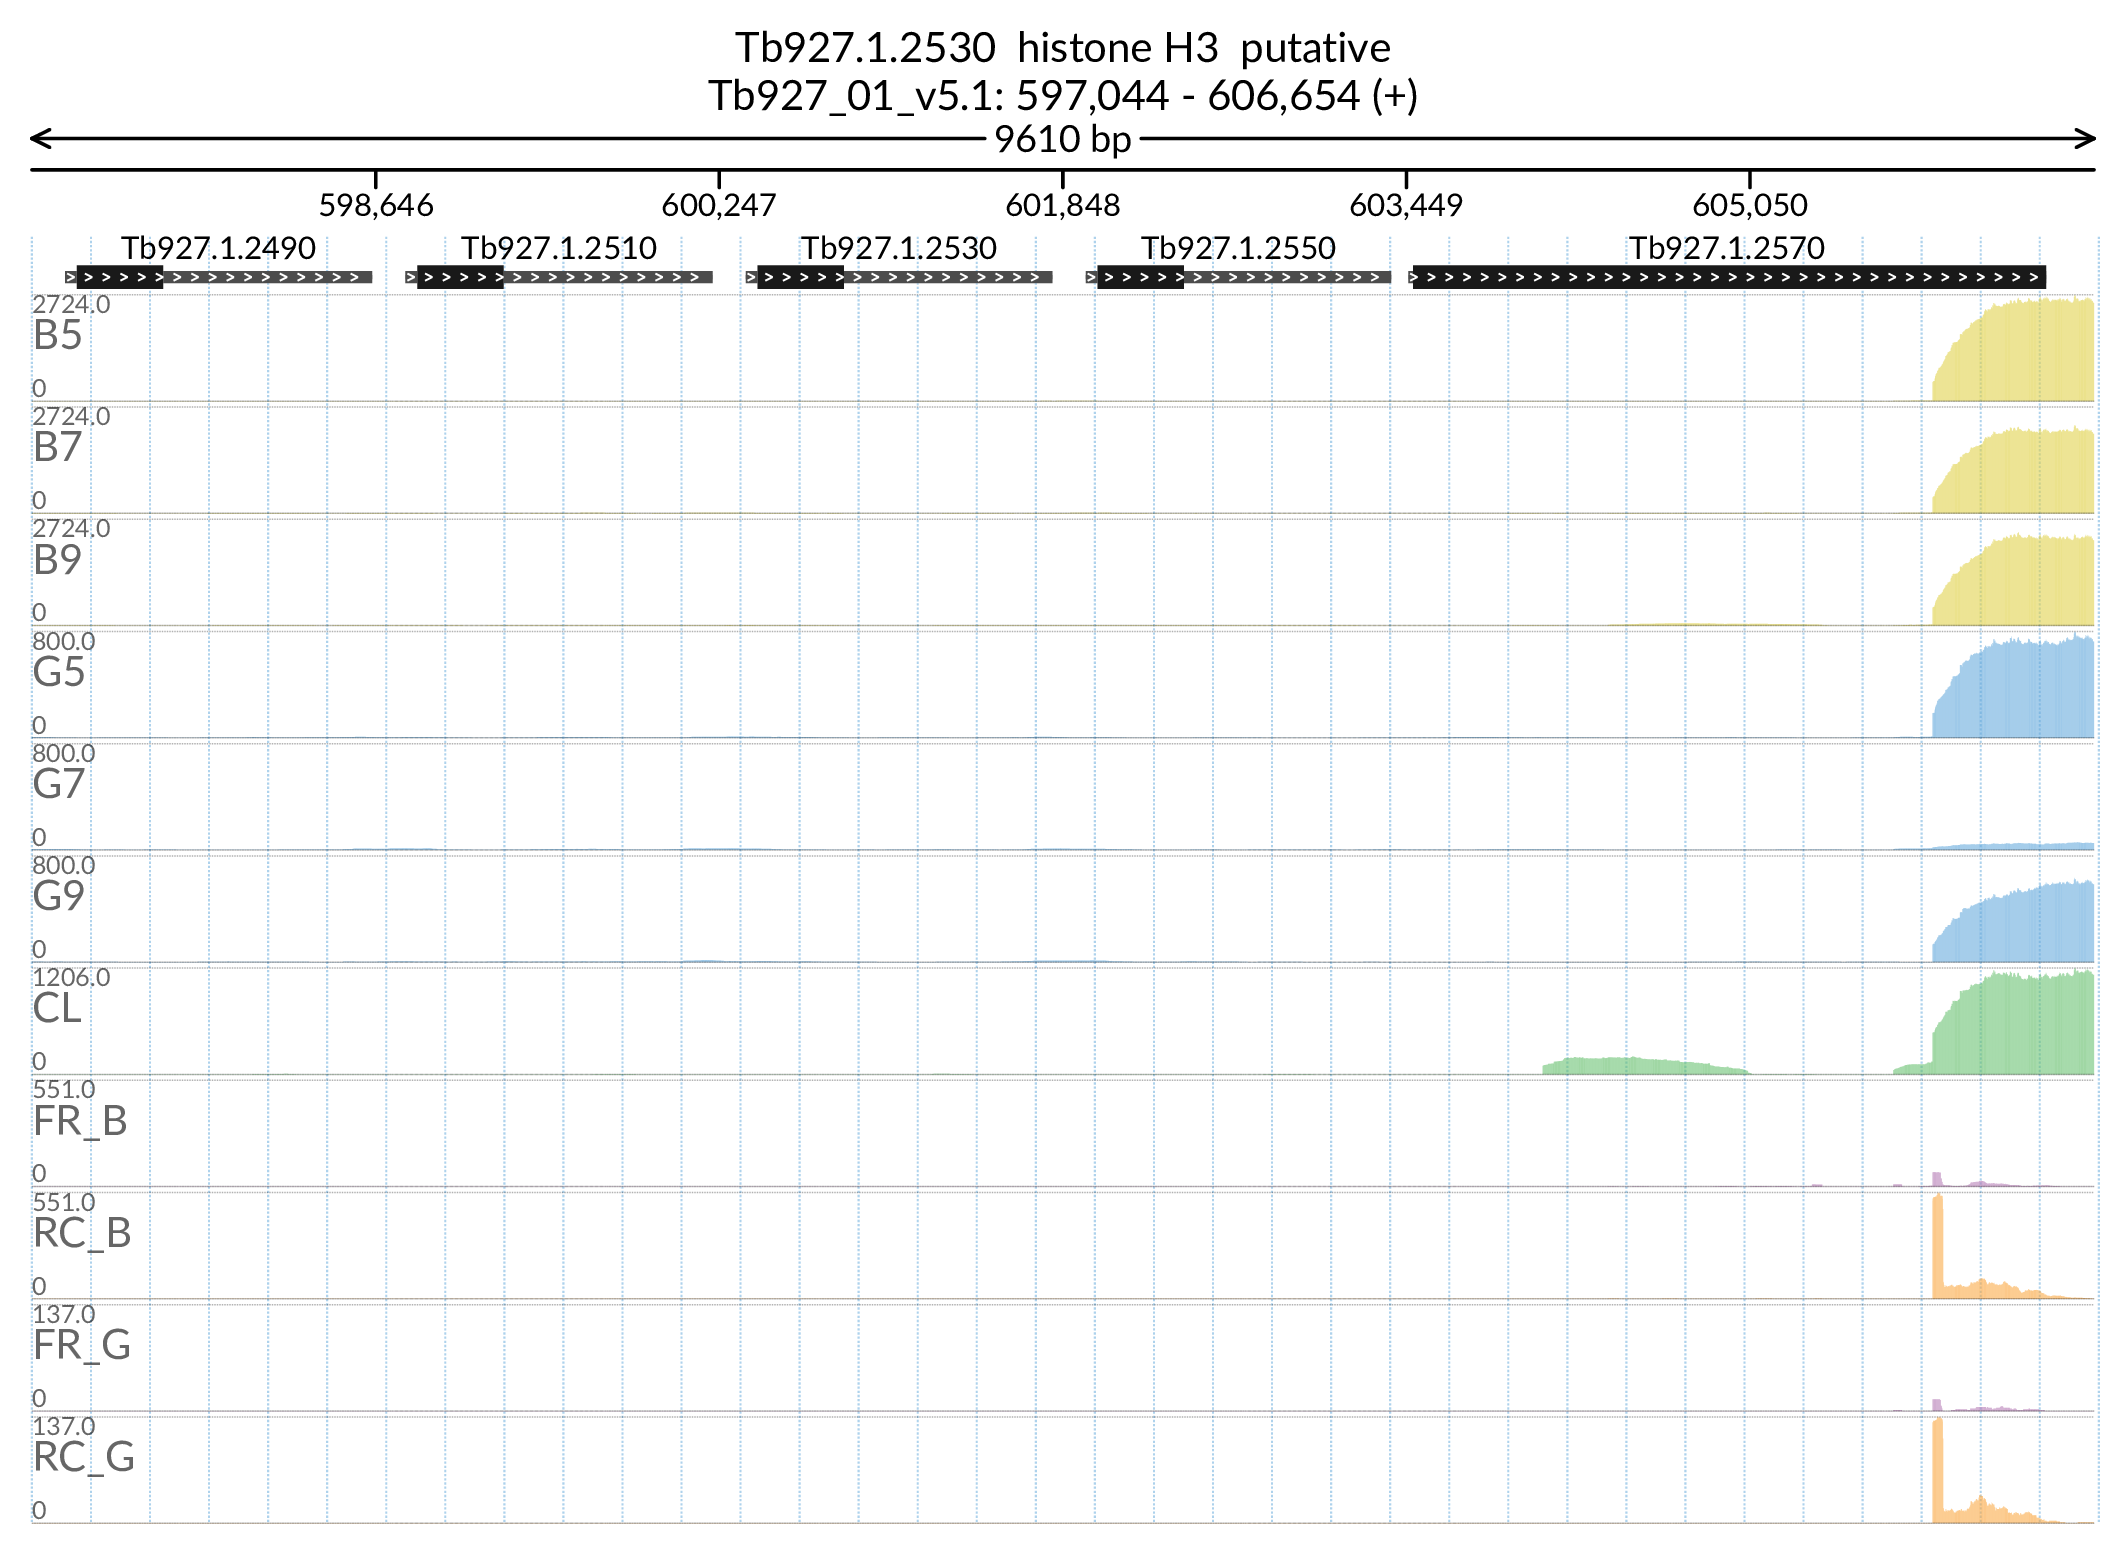 Tb927.1.2530 histone H3 putative
Tb927_01_v5.1: 597,044 - 606,654 (+)
9610 bp
598,646 600,247 601,848 603,449 605,050
Tb927.1.2490 Tb927.1.2510 Tb927.1.2530 Tb927.1.2550 Tb927.1.2570
2724.0
B5
0
2724.0
B7
0
2724.0
B9
0
800.0
G5
0
800.0
G7
0
800.0
G9
0
1206.0
CL
0
551.0
FR_B
0
551.0
RC_B
0
137.0
FR_G
0
137.0
RC_G
0